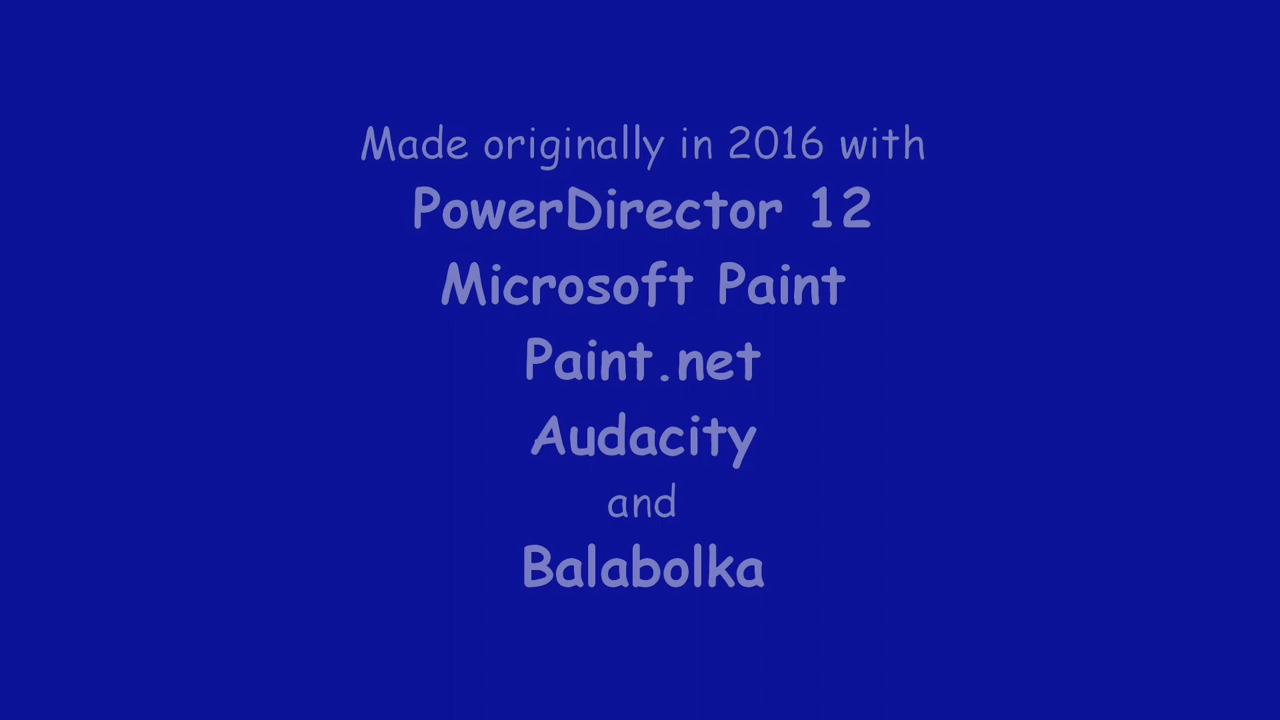 Made originally in 2016 with
PowerDirector 12
Microsoft Paint
Paint.net
Audacity
and
Balabolka